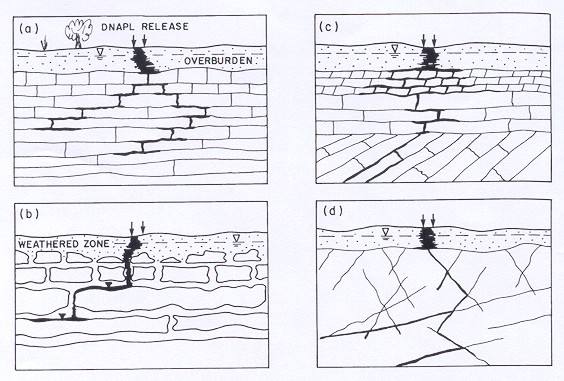 (a)
DNAPL RELEASE
OVERBURDEN
(c)
(b)
WEATHERED ZONE
(d)